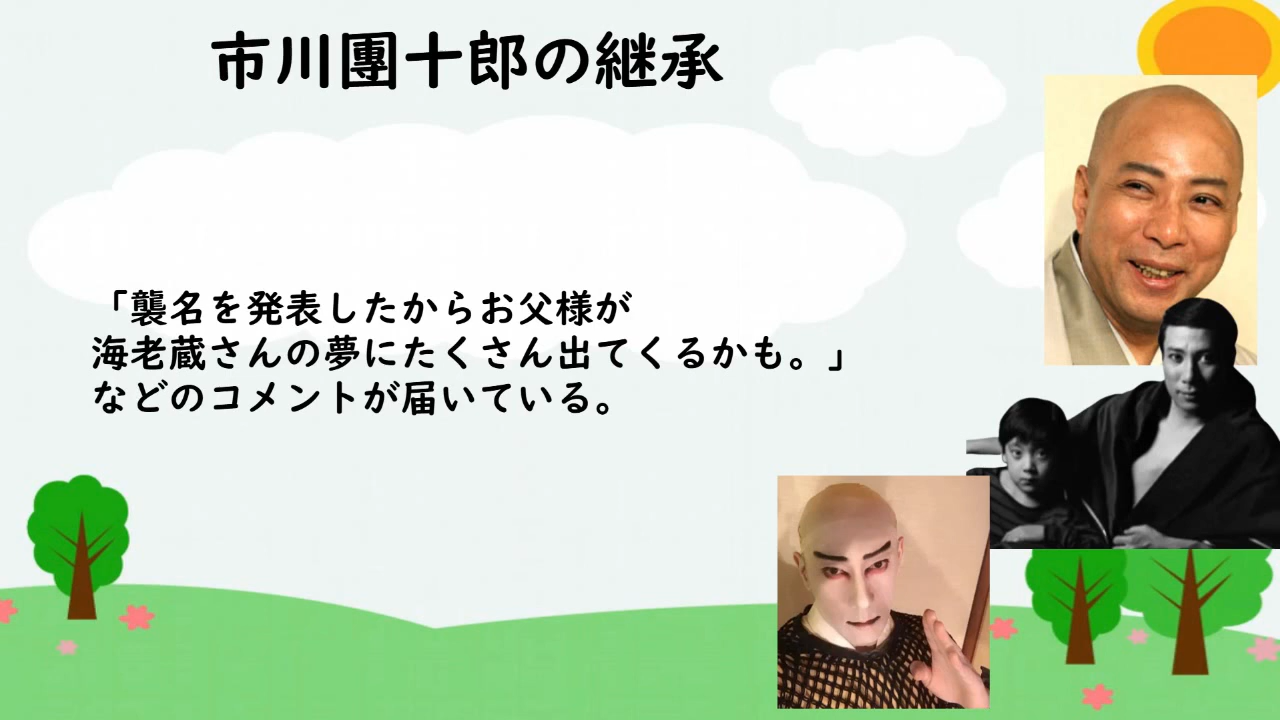 市川團十郎の継承
「襲名を発表したからお父様が
海老蔵さんの夢にたくさん出てくるかも。」
などのコメントが届いている。